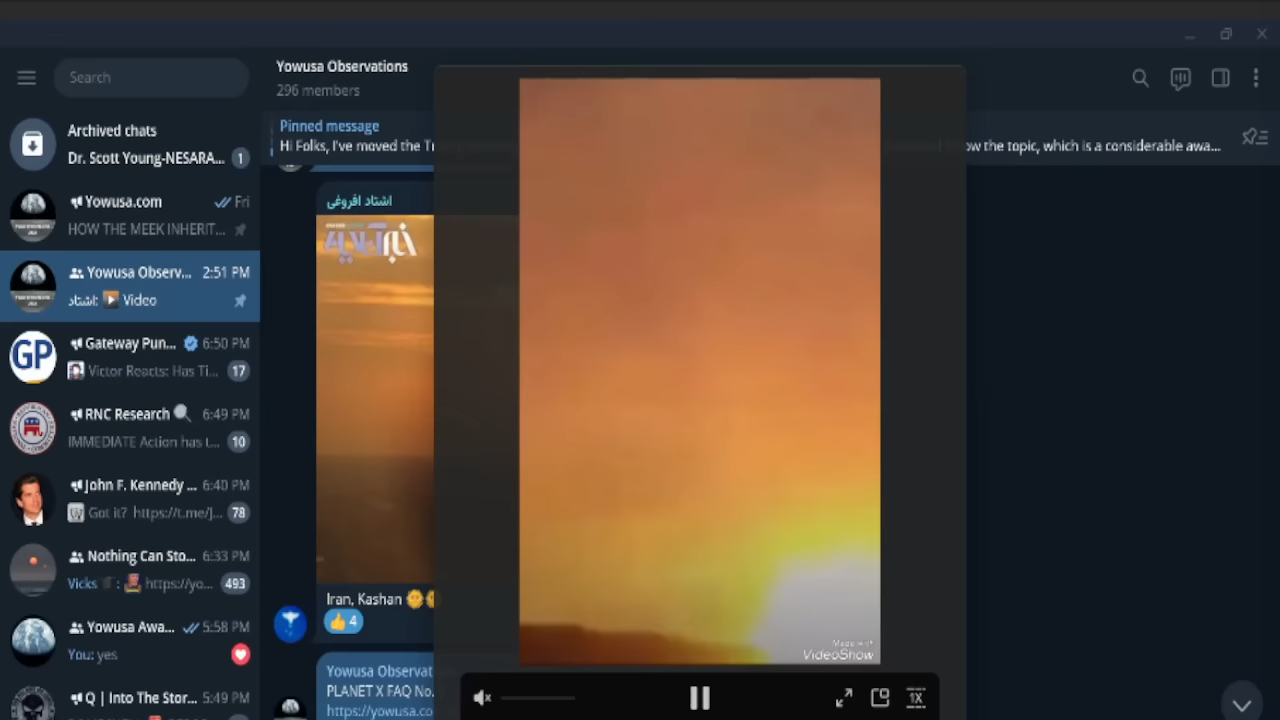 Search
Archived chats
Dr. Scott Young-NESARA...
1
Yowusa.com
Fri
HOW THE MEEK INHERIT...
Yowusa Observ...
2:51 PM
اشتاد:
Video
GP
Gateway Pun...
6:50 PM
Victor Reacts: Has Ti...
17
RNC Research
6:49 PM
IMMEDIATE Action has t...
10
John F. Kennedy ...
6:40 PM
Got it? https://t.me/J...
78
Nothing Can Sto...
6:33 PM
Vicks
: https://yo...
493
Yowusa Awa...
5:58 PM
You: yes
Q | Into The Stor...
5:49 PM
Yowusa Observations
296 members
Pinned message
Hi Folks, I've moved the Tr
ow the topic, which is a considerable awa...
اشتاد افروغی
خبرآنلاین
Iran, Kashan
4
Yowusa Observat
PLANET X FAQ No.
https://yowusa.co
Made with
VideoShow
1X